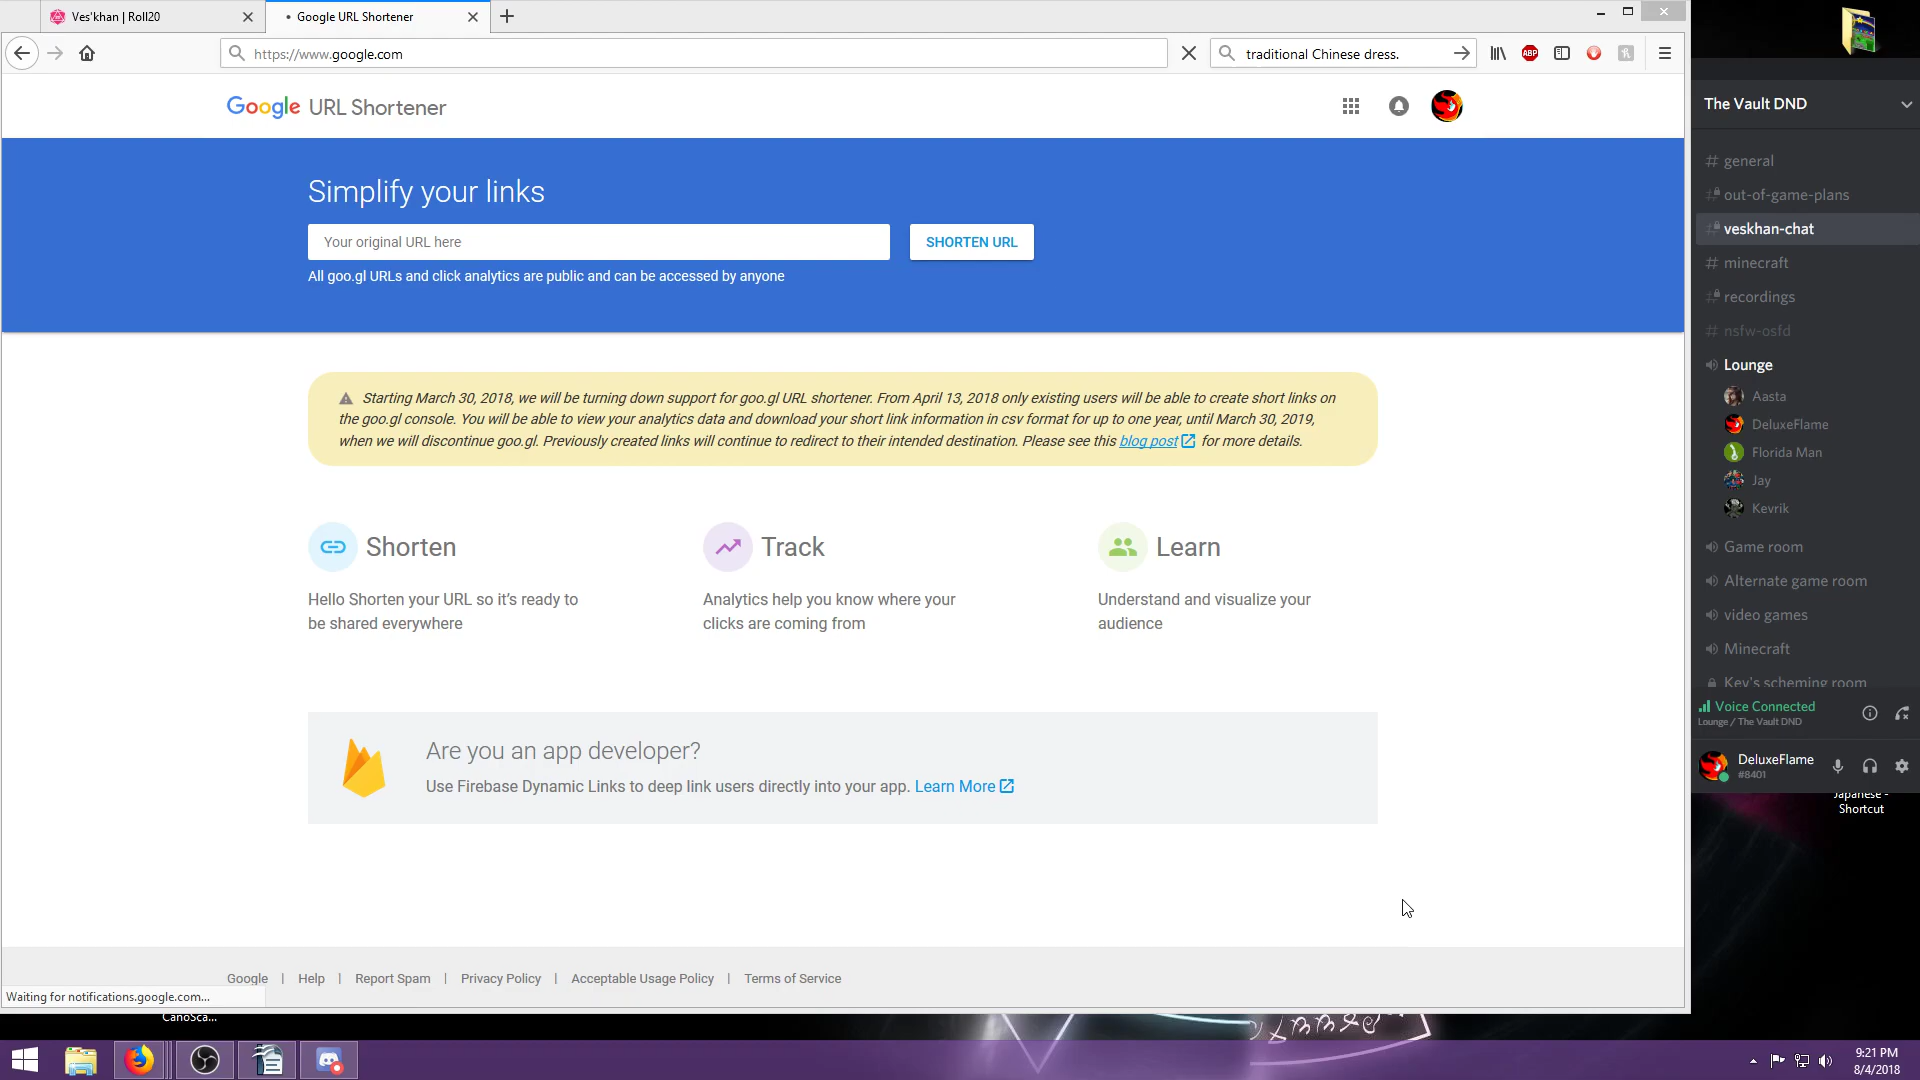 Ves'khan | Roll20
Google URL Shortener
https://www.google.com
traditional Chinese dress.
ABP
Google URL Shortener
Simplify your links
Your original URL here
SHORTEN URL
All goo.gl URLs and click analytics are public and can be accessed by anyone
Starting March 30, 2018, we will be turning down support for goo.gl URL shortener. From April 13, 2018 only existing users will be able to create short links on
the goo.gl console. You will be able to view your analytics data and download your short link information in csv format for up to one year, until March 30, 2019,
when we will discontinue goo.gl. Previously created links will continue to redirect to their intended destination. Please see this blog post for more details.
Shorten
Hello Shorten your URL so it's ready to
be shared everywhere
Track
Analytics help you know where your
clicks are coming from
Learn
Understand and visualize your
audience
Are you an app developer?
Use Firebase Dynamic Links to deep link users directly into your app. Learn More
Google | Help | Report Spam | Privacy Policy | Acceptable Usage Policy | Terms of Service
Waiting for notifications.google.com...
CanoSca...
The Vault DND
# general
# out-of-game-plans
# veskhan-chat
# minecraft
# recordings
# nsfw-osfd
Lounge
Aasta
DeluxeFlame
Florida Man
Jay
Kevrik
Game room
Alternate game room
video games
Minecraft
Kev's scheming room
Voice Connected
Lounge / The Vault DND
DeluxeFlame
#8401
Japanese -
Shortcut
9:21 PM
8/4/2018